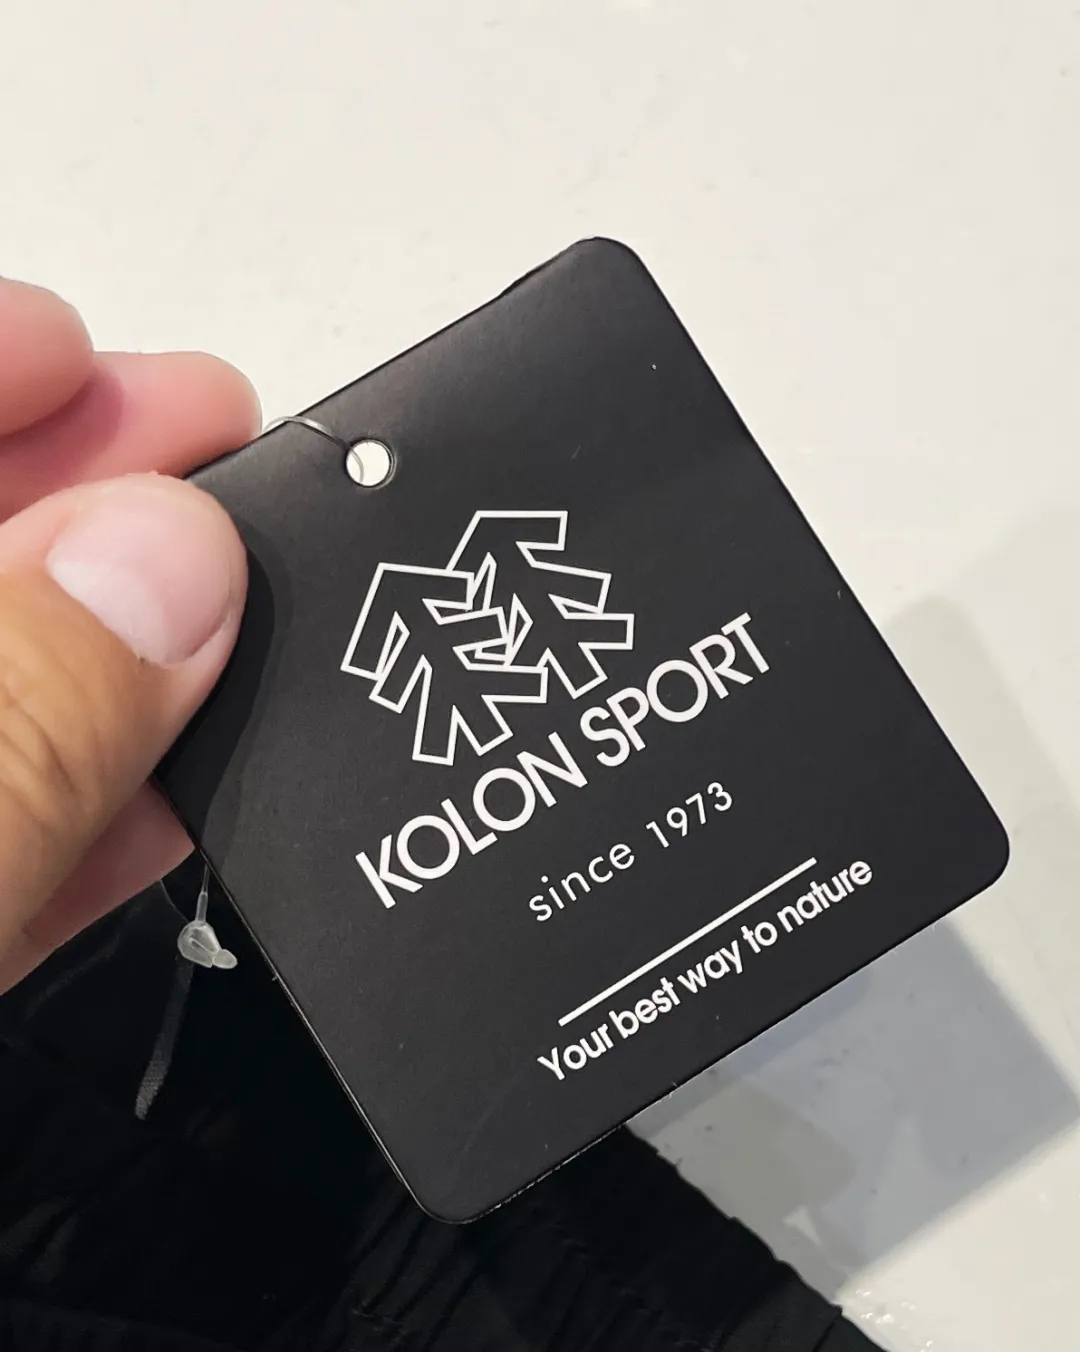 KOLON SPORT
since 1973
Your best way to nature